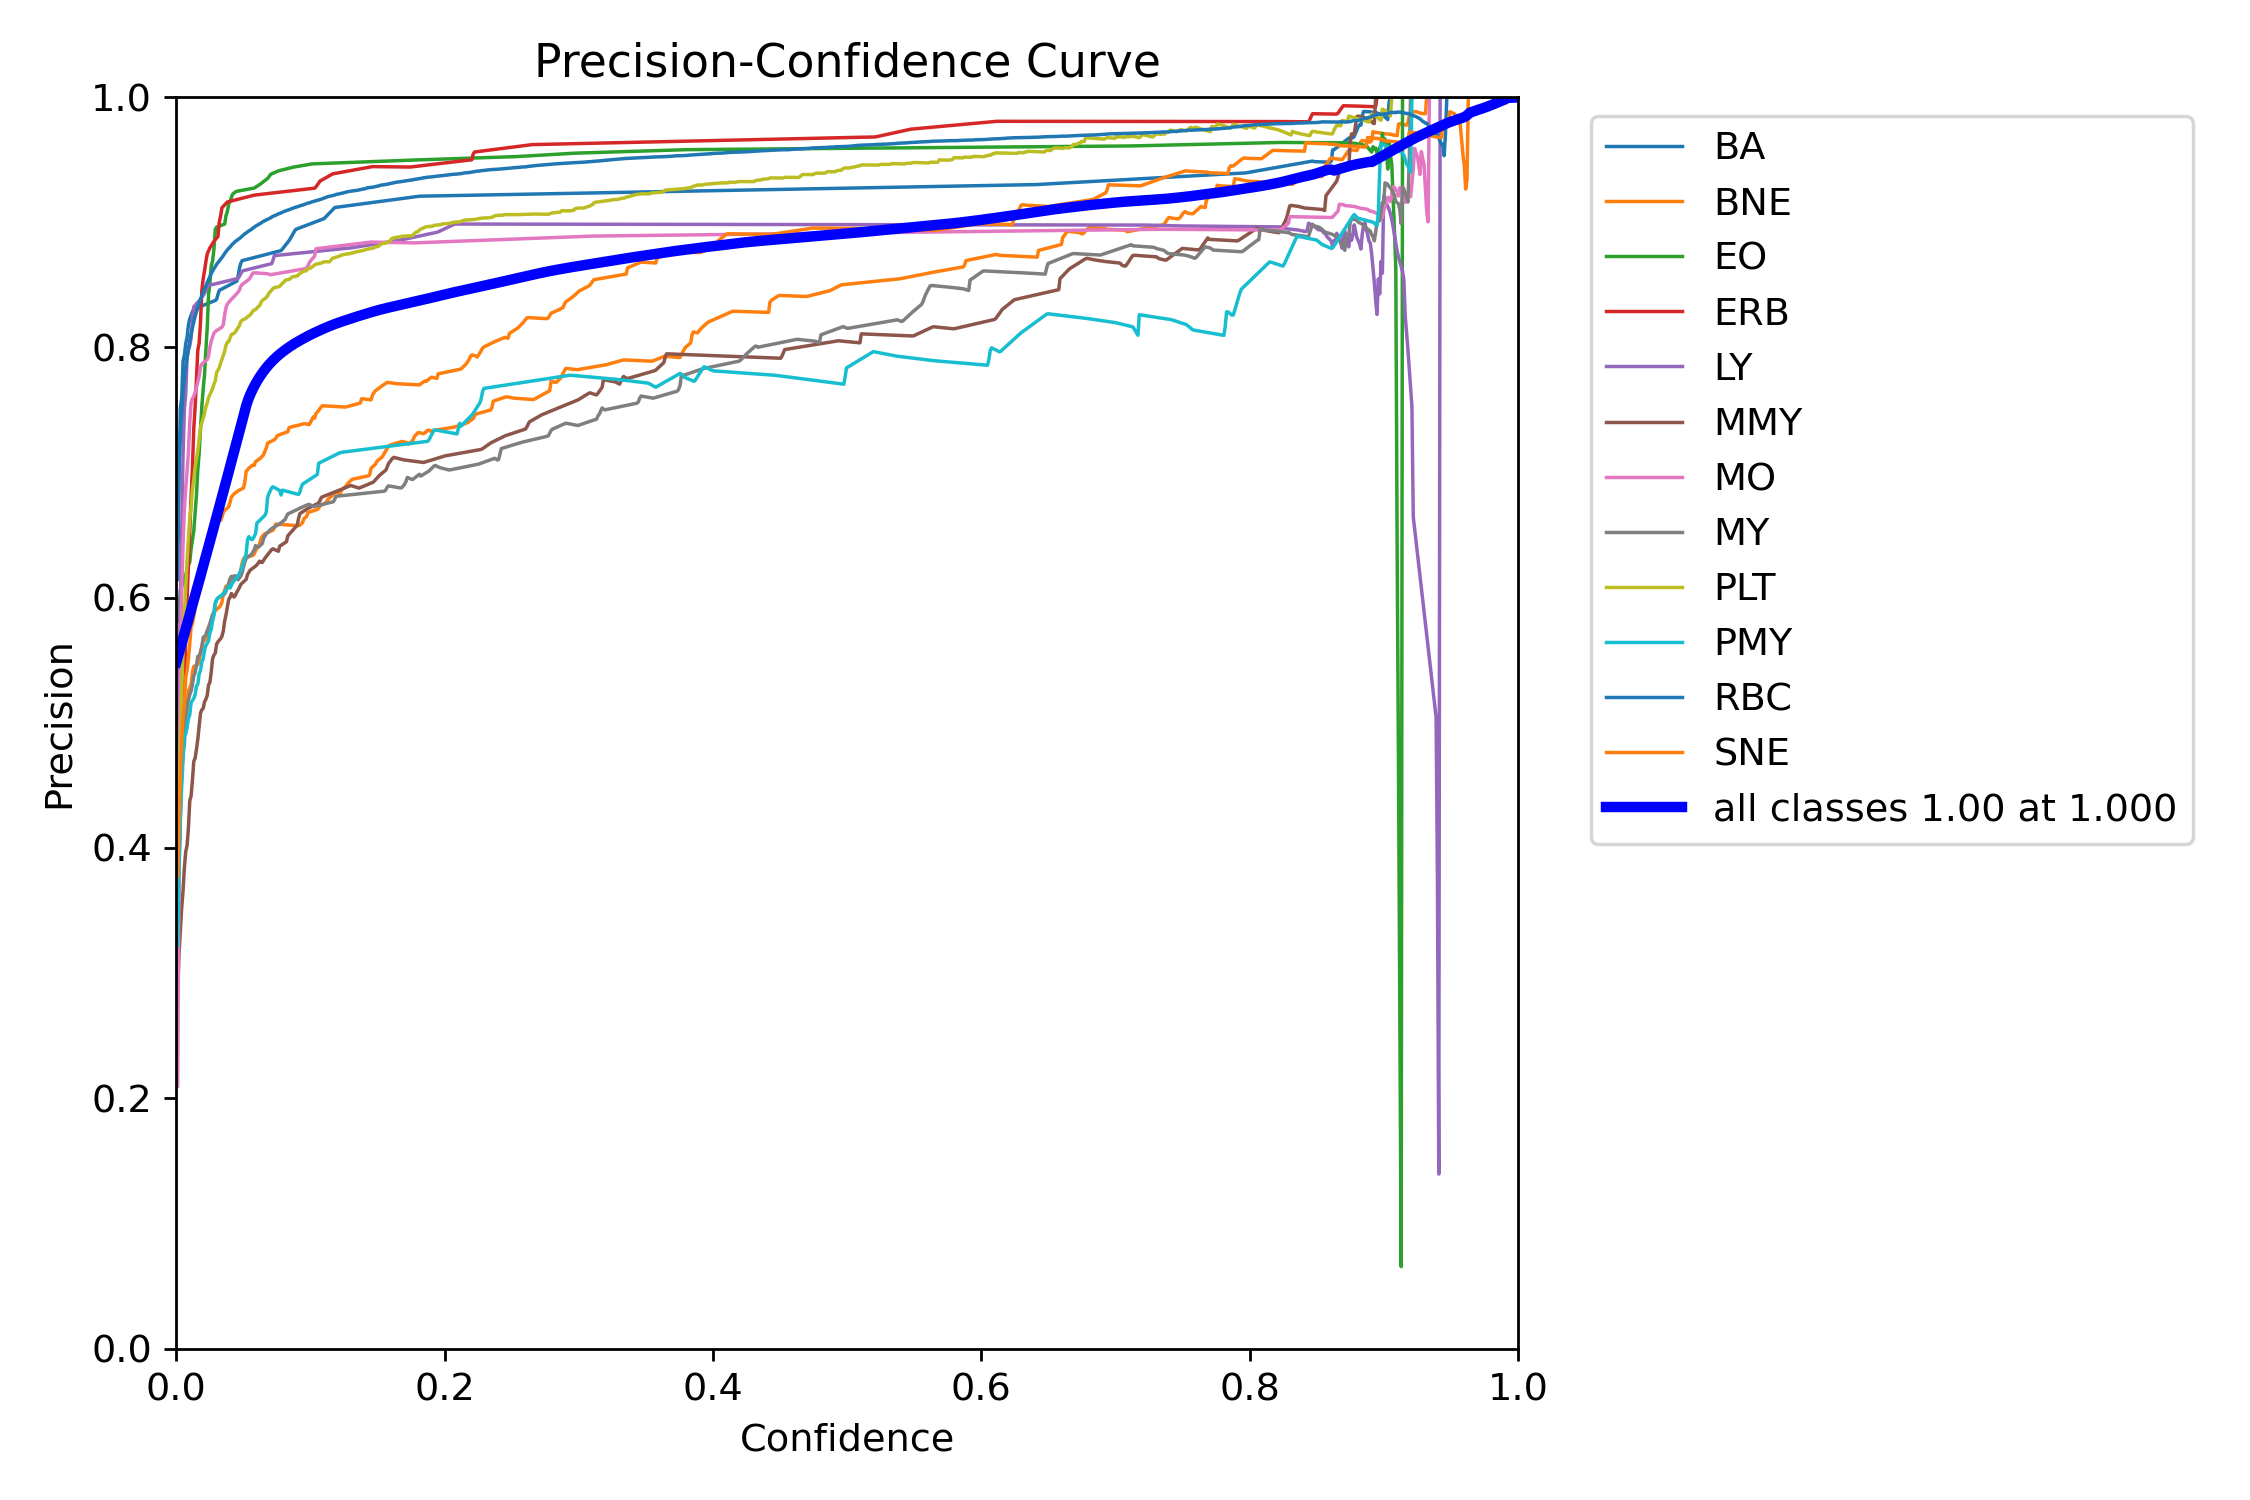 Precision-Confidence Curve
1.0
0.8
0.6
0.4
0.2
0.0
Precision
0.0 0.2 0.4 0.6 0.8 1.0
Confidence
BA
BNE
EO
ERB
LY
MMY
MO
MY
PLT
PMY
RBC
SNE
all classes 1.00 at 1.000